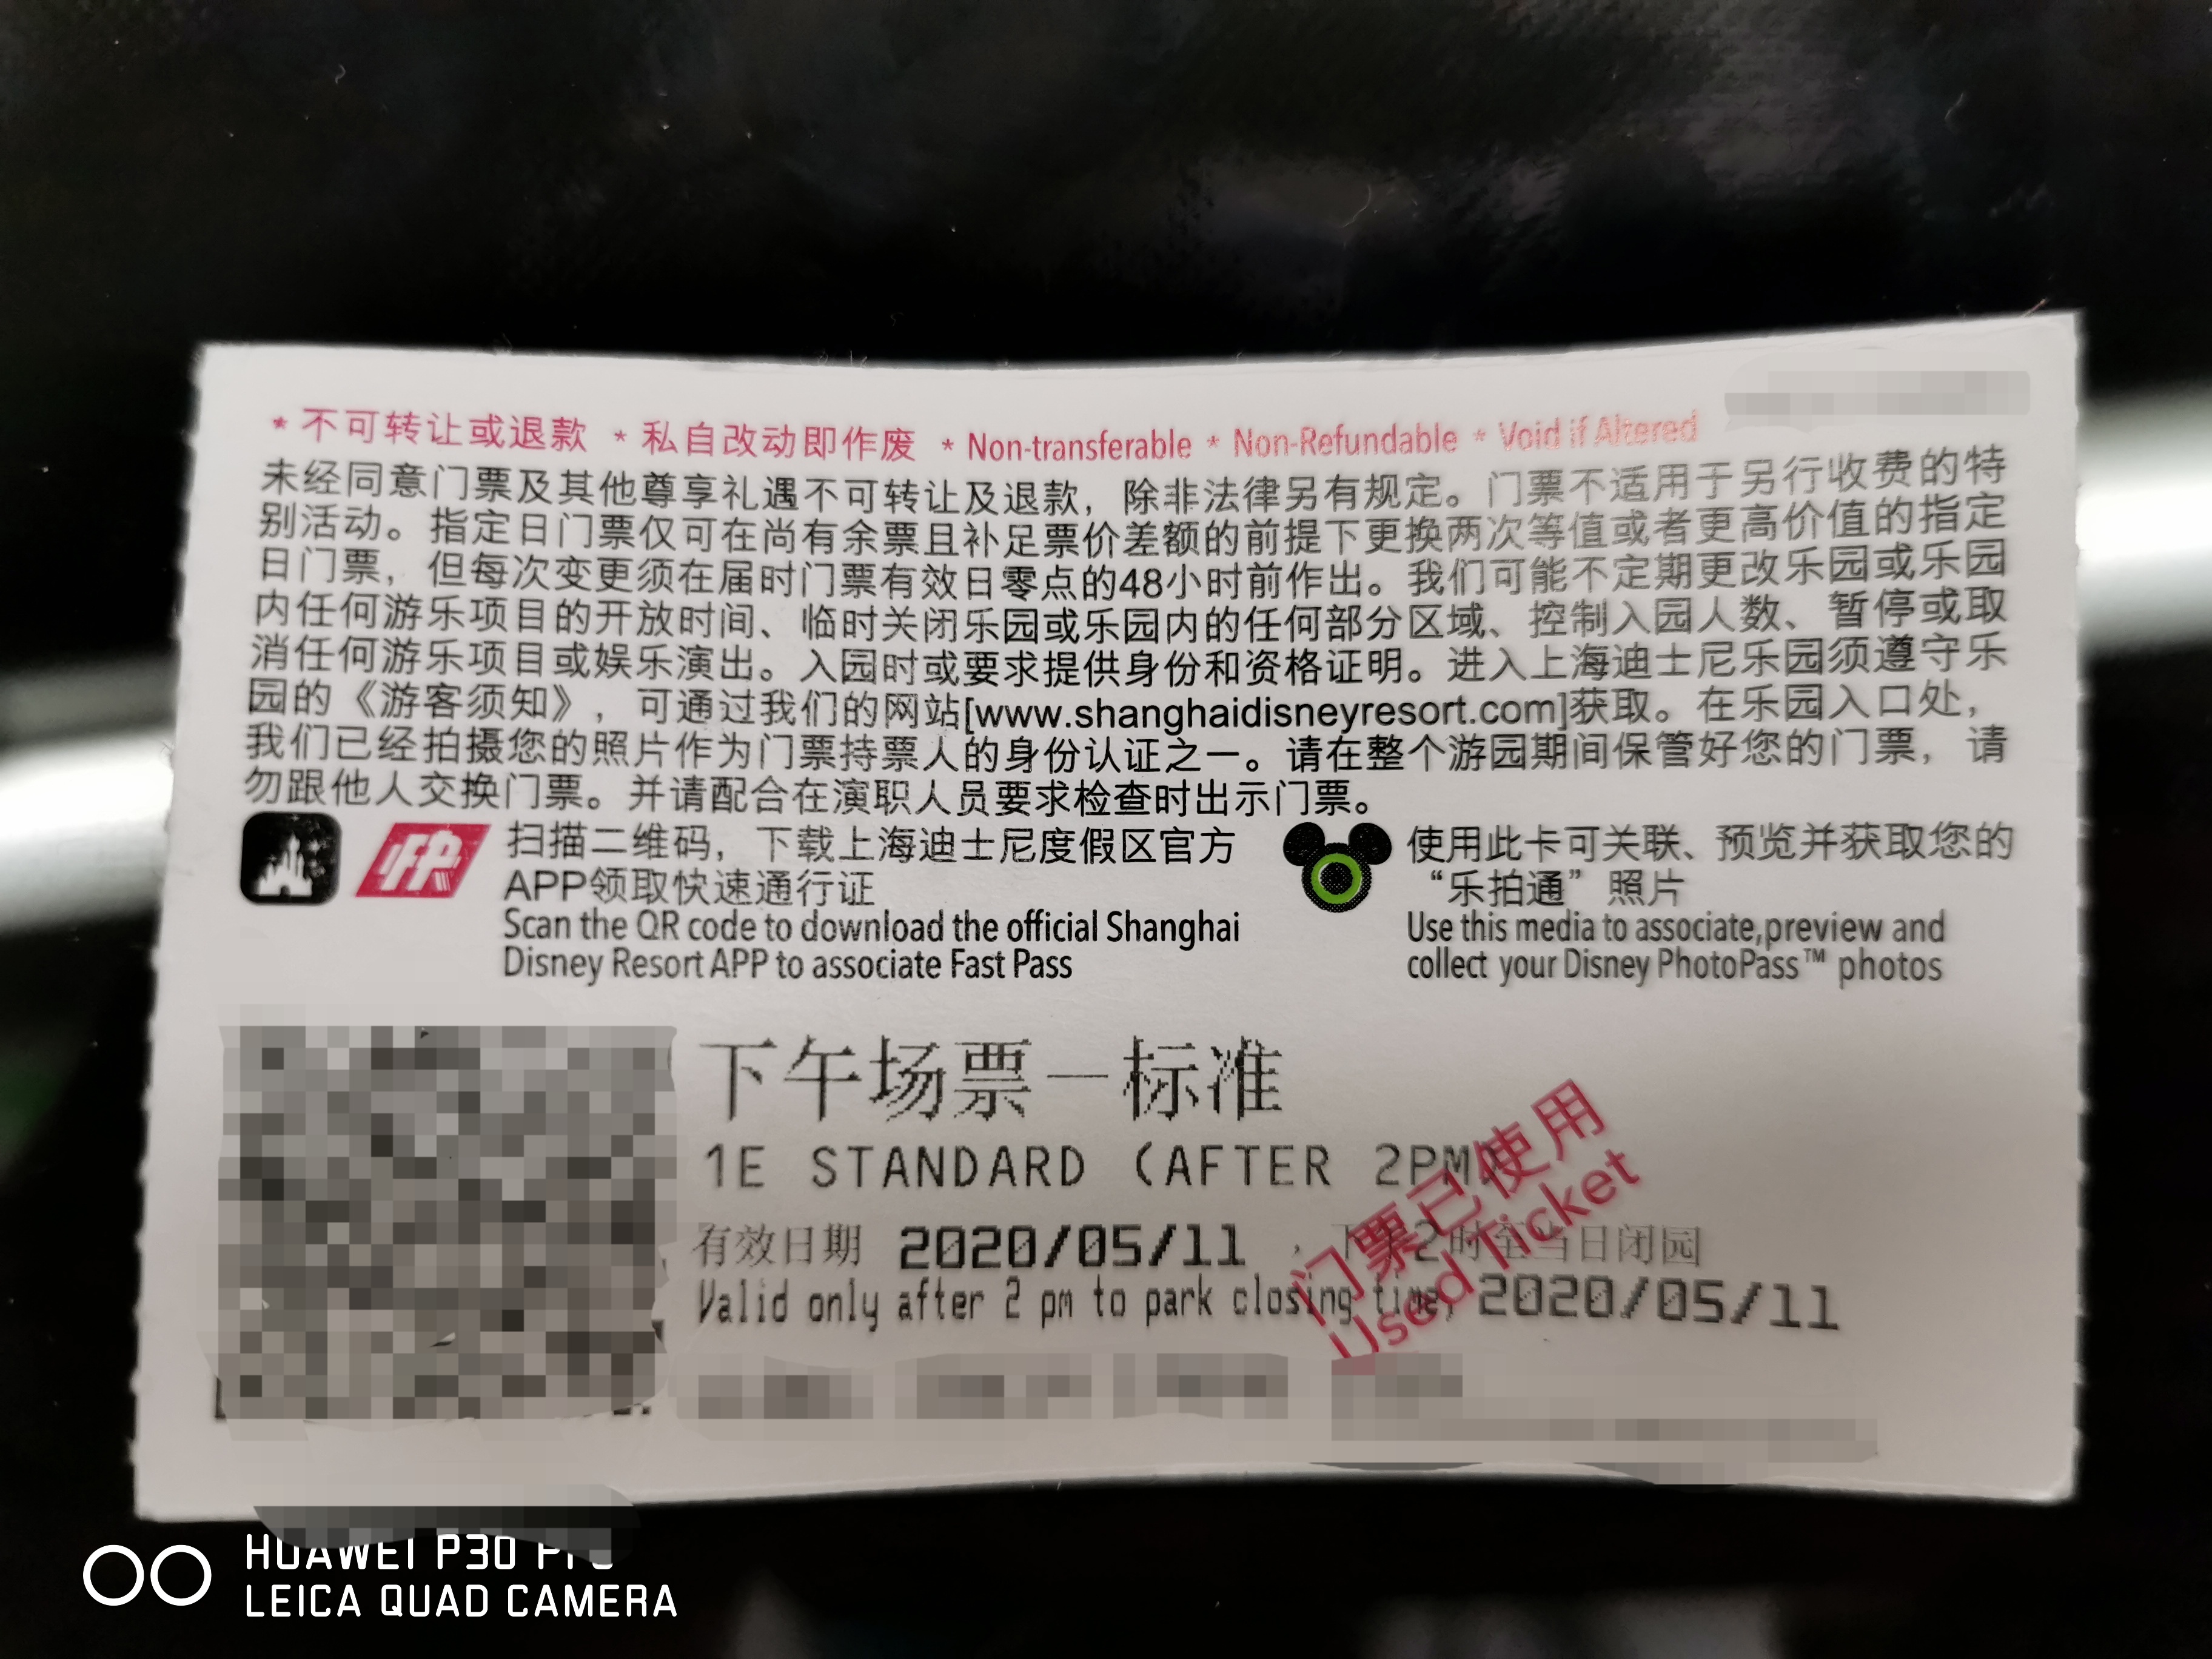 * 不可转让或退款 * 私自改动即作废 * Non-transferable * Non-Refundable * Void if Altered
未经同意门票及其他尊享礼遇不可转让及退款，除非法律另有规定。门票不适用于另行收费的特
别活动。指定日门票仅可在尚有余票且补足票价差额的前提下更换两次等值或者更高价值的指定
日门票，但每次变更须在届时门票有效日零点的48小时前作出。我们可能不定期更改乐园或乐园
内任何游乐项目的开放时间、临时关闭乐园或乐园内的任何部分区域、控制入园人数、暂停或取
消任何游乐项目或娱乐演出。入园时或要求提供身份和资格证明。进入上海迪士尼乐园须遵守乐
园的《游客须知》，可通过我们的网站[www.shanghaidisneyresort.com]获取。在乐园入口处，
我们已经拍摄您的照片作为门票持票人的身份认证之一。请在整个游园期间保管好您的门票，请
勿跟他人交换门票。并请配合在演职人员要求检查时出示门票。
FP
扫描二维码，下载上海迪士尼度假区官方
APP领取快速通行证
Scan the QR code to download the official Shanghai
Disney Resort APP to associate Fast Pass
使用此卡可关联、预览并获取您的
“乐拍通”照片
Use this media to associate,preview and
collect your Disney PhotoPass™ photos
下午场票－标准
1E STANDARD (AFTER 2PM)
有效日期 2020/05/11 ，下午2时至当日闭园
Valid only after 2 pm to park closing time, 2020/05/11
门票已使用
Used Ticket
HUAWEI P30 Pro
LEICA QUAD CAMERA